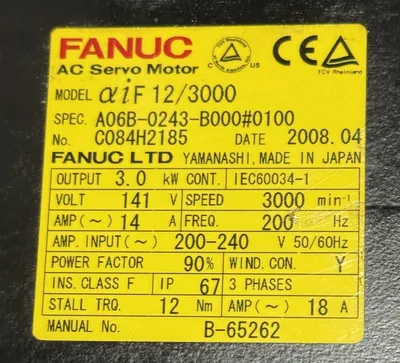 FANUC
AC Servo Motor
C US
TÜV Rheinland
MODEL αiF 12/3000
SPEC. A06B-0243-B000#0100
No. C084H2185 DATE 2008.04
FANUC LTD YAMANASHI, MADE IN JAPAN
OUTPUT 3.0 kW CONT. IEC60034-1
VOLT 141 V SPEED 3000 min⁻¹
AMP(~) 14 A FREQ. 200 Hz
AMP. INPUT(~) 200-240 V 50/60Hz
POWER FACTOR 90% WIND.CON. Y
INS.CLASS F IP 67 3 PHASES
STALL TRQ. 12 Nm AMP(~) 18 A
MANUAL No. B-65262